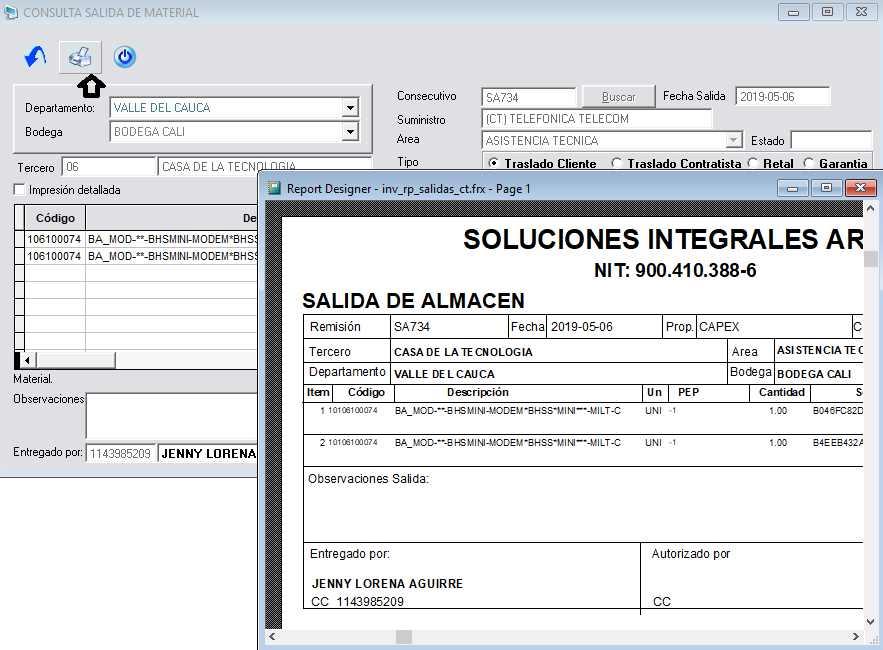 CONSULTA SALIDA DE MATERIAL
Departamento: VALLE DEL CAUCA
Bodega BODEGA CALI
Consecutivo SA734 Buscar Fecha Salida 2019-05-06
Suministro (CT) TELEFONICA TELECOM
Area ASISTENCIA TECNICA Estado
Tipo Traslado Cliente Traslado Contratista Retal Garantia
Tercero 06 CASA DE LA TECNOLOGIA
Impresión detallada
Código De
106100074 BA_MOD-**-BHSMINI-MODEM*BHSS
106100074 BA_MOD-**-BHSMINI-MODEM*BHSS
Material.
Observaciones
Entregado por: 1143985209 JENNY LORENA
Report Designer - inv_rp_salidas_ct.frx - Page 1
SOLUCIONES INTEGRALES AR
NIT: 900.410.388-6
SALIDA DE ALMACEN
Remisión SA734 Fecha 2019-05-06 Prop. CAPEX C
Tercero CASA DE LA TECNOLOGIA Area ASISTENCIA TEC
Departamento VALLE DEL CAUCA Bodega BODEGA CALI
Item Código Descripción Un PEP Cantidad S
1 10106100074 BA_MOD-**-BHSMINI-MODEM*BHSS*MINI***-MILT-C UNI -1 1.00 B046FC82D
2 10106100074 BA_MOD-**-BHSMINI-MODEM*BHSS*MINI***-MILT-C UNI -1 1.00 B4EEB432A
Observaciones Salida:
Entregado por: Autorizado por
JENNY LORENA AGUIRRE
CC 1143985209 CC